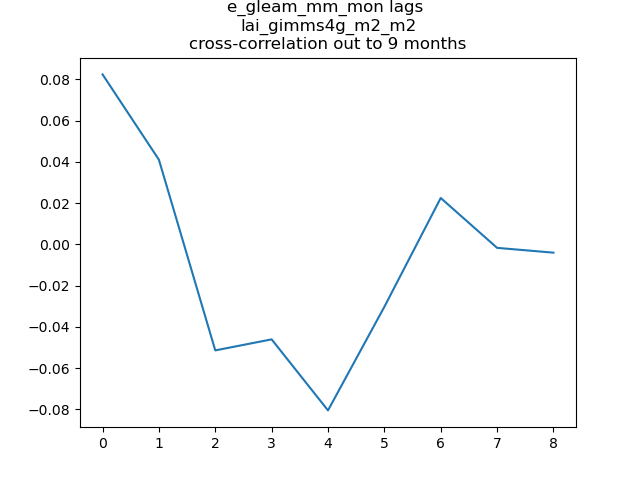 e_gleam_mm_mon lags
lai_gimms4g_m2_m2
cross-correlation out to 9 months
0.08
0.06
0.04
0.02
0.00
−0.02
−0.04
−0.06
−0.08
0 1 2 3 4 5 6 7 8